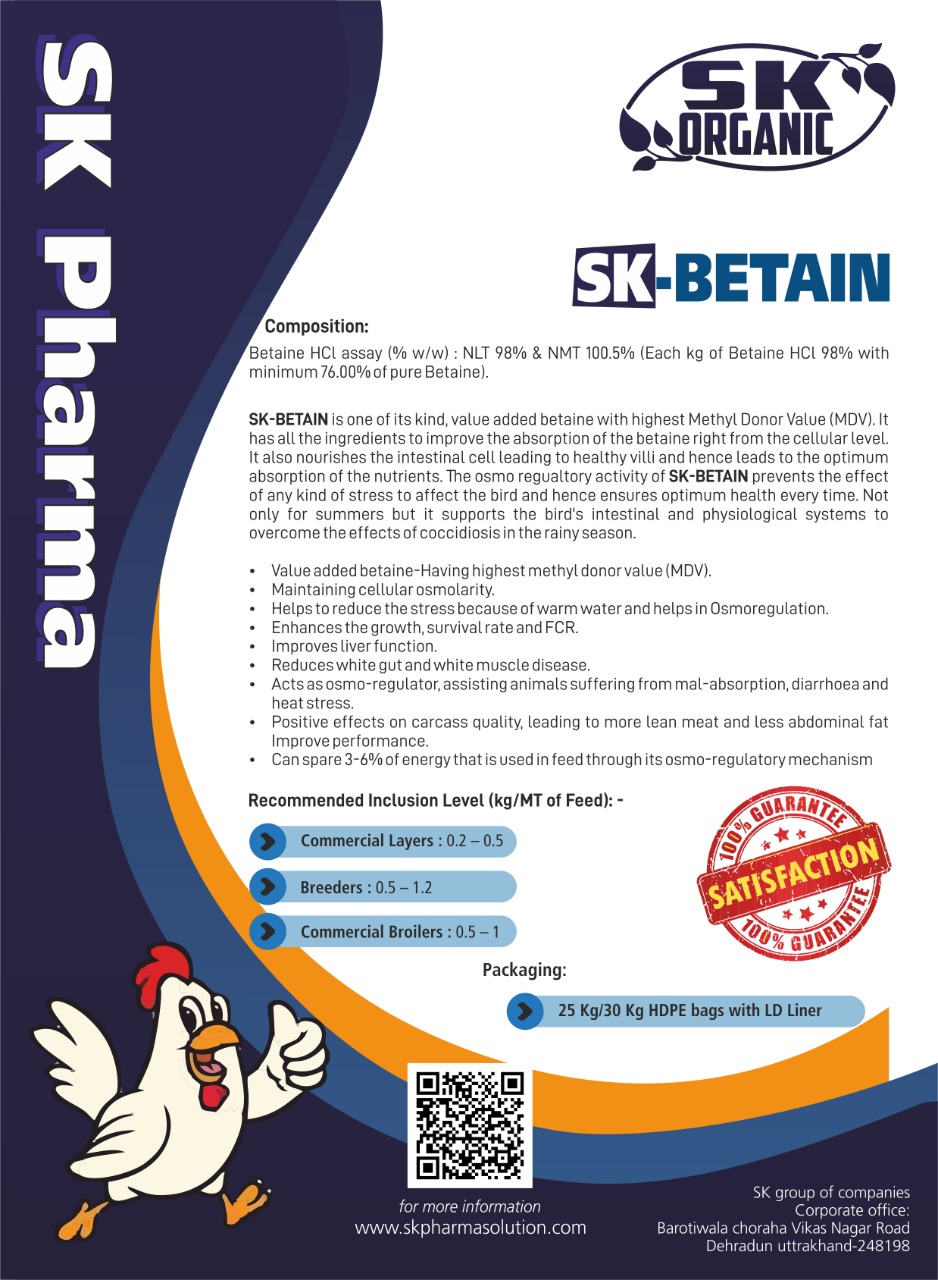 SK Pharma
SK
ORGANIC
SK-BETAIN
Composition:
Betaine HCl assay (% w/w) : NLT 98% & NMT 100.5% (Each kg of Betaine HCl 98% with
minimum 76.00% of pure Betaine).
SK-BETAIN is one of its kind, value added betaine with highest Methyl Donor Value (MDV). It
has all the ingredients to improve the absorption of the betaine right from the cellular level.
It also nourishes the intestinal cell leading to healthy villi and hence leads to the optimum
absorption of the nutrients. The osmo regualtory activity of SK-BETAIN prevents the effect
of any kind of stress to affect the bird and hence ensures optimum health every time. Not
only for summers but it supports the bird's intestinal and physiological systems to
overcome the effects of coccidiosis in the rainy season.
• Value added betaine-Having highest methyl donor value (MDV).
• Maintaining cellular osmolarity.
• Helps to reduce the stress because of warm water and helps in Osmoregulation.
• Enhances the growth, survival rate and FCR.
• Improves liver function.
• Reduces white gut and white muscle disease.
• Acts as osmo-regulator, assisting animals suffering from mal-absorption, diarrhoea and
heat stress.
• Positive effects on carcass quality, leading to more lean meat and less abdominal fat
Improve performance.
• Can spare 3-6% of energy that is used in feed through its osmo-regulatory mechanism
Recommended Inclusion Level (kg/MT of Feed): -
Commercial Layers : 0.2 – 0.5
Breeders : 0.5 – 1.2
Commercial Broilers : 0.5 – 1
100% GUARANTEE
SATISFACTION
100% GUARANTEE
Packaging:
25 Kg/30 Kg HDPE bags with LD Liner
for more information
www.skpharmasolution.com
SK group of companies
Corporate office:
Barotiwala choraha Vikas Nagar Road
Dehradun uttrakhand-248198